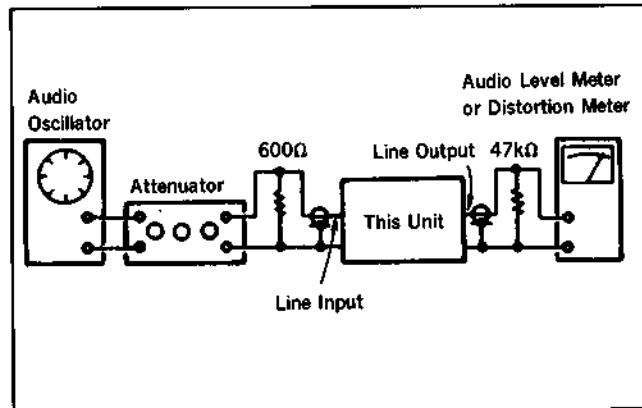 Audio
Oscillator
Attenuator
600Ω
Line Input
This Unit
Line Output
47kΩ
Audio Level Meter
or Distortion Meter